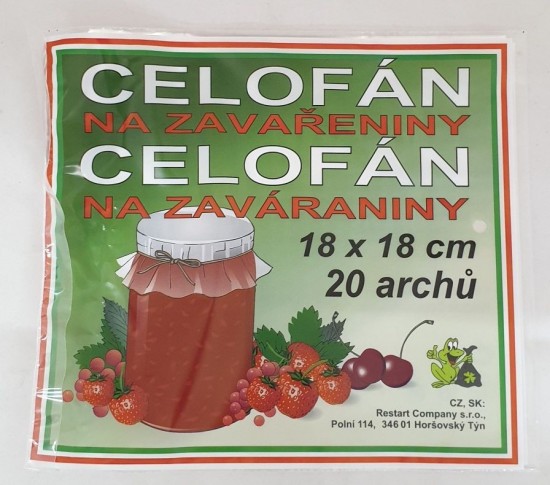 CELOFÁN
NA ZAVAŘENINY
CELOFÁN
NA ZAVÁRANINY
18 x 18 cm
20 archů
CZ, SK:
Restart Company s.r.o.,
Polní 114, 346 01 Horšovský Týn